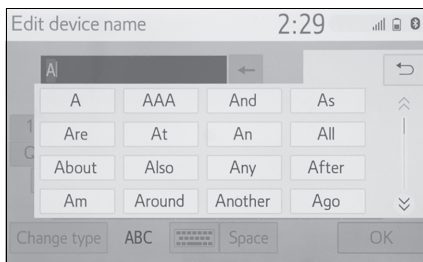 Edit device name 2:29
A
A AAA And As
Are At An All
1
Q
About Also Any After
Am Around Another Ago
Change type ABC Space OK